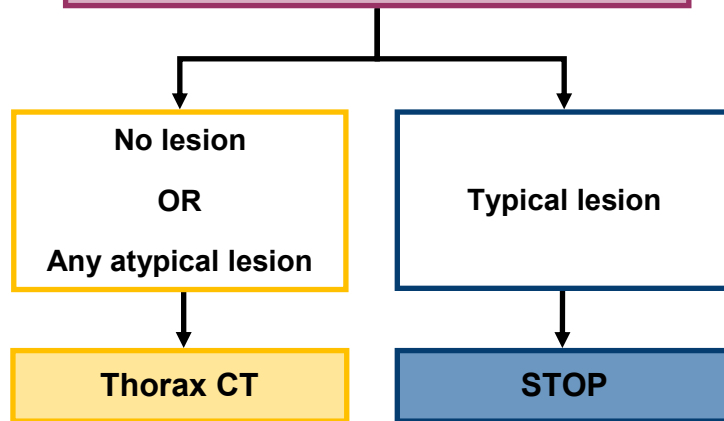 No lesion
OR
Any atypical lesion
Typical lesion
Thorax CT
STOP